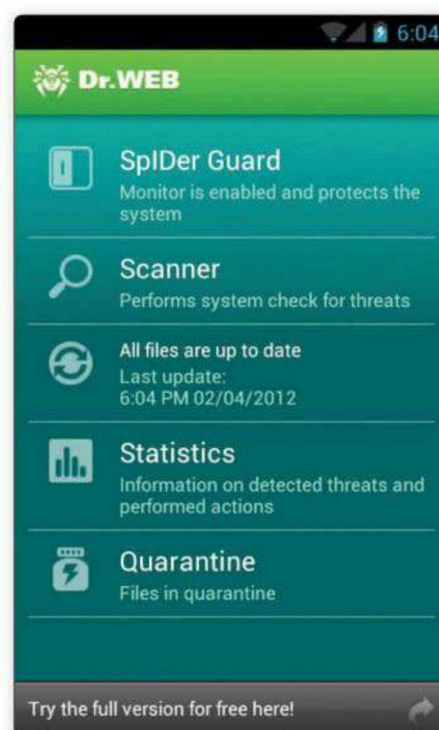 6:04
Dr.WEB
SpIDer Guard
Monitor is enabled and protects the
system
Scanner
Performs system check for threats
All files are up to date
Last update:
6:04 PM 02/04/2012
Statistics
Information on detected threats and
performed actions
Quarantine
Files in quarantine
Try the full version for free here!